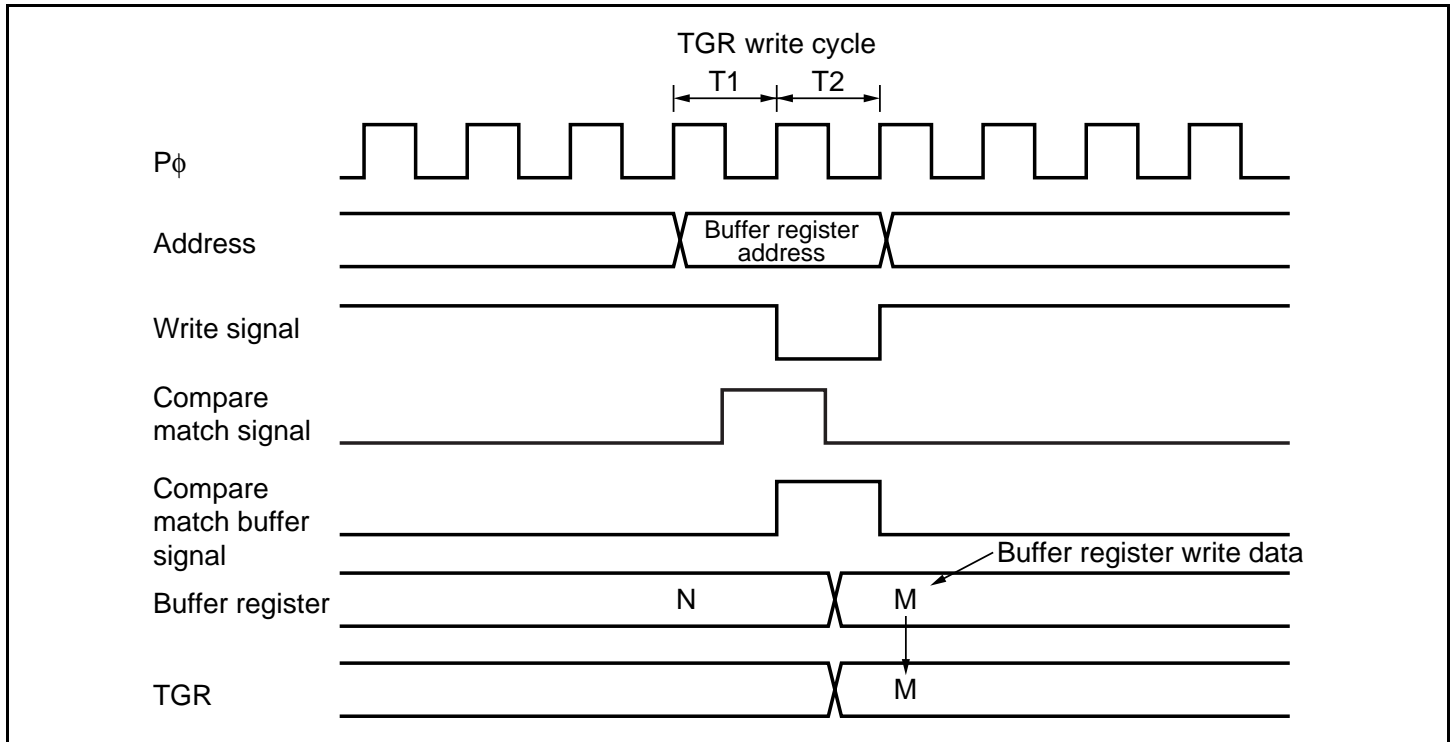 TGR write cycle
T1 T2
Pϕ
Address
Buffer register
address
Write signal
Compare
match signal
Compare
match buffer
signal
Buffer register write data
Buffer register
N M
TGR
M